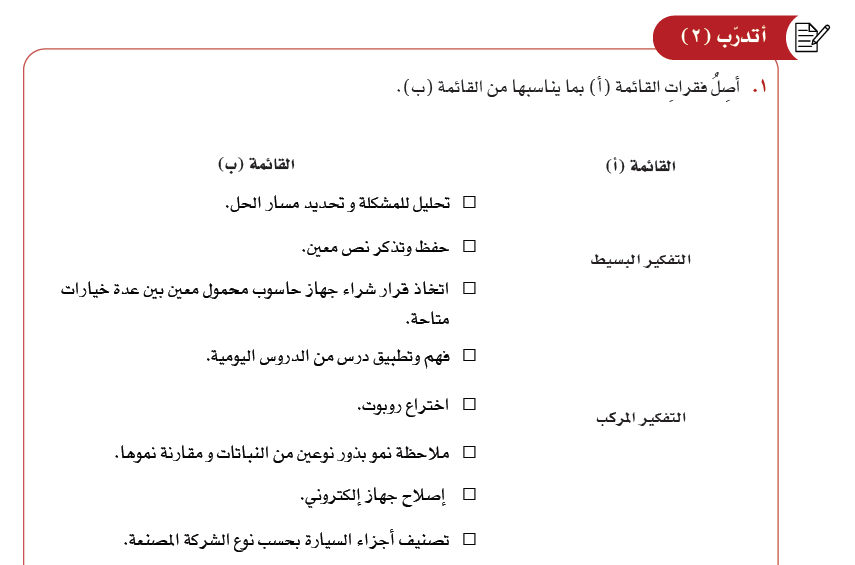 أتدرّب (٢)
١. أصِلُ فقراتِ القائمة (أ) بما يناسبها من القائمة (ب).
القائمة (أ) القائمة (ب)
تحليل للمشكلة و تحديد مسار الحل.
حفظ وتذكر نص معين.
التفكير البسيط
اتخاذ قرار شراء جهاز حاسوب محمول معين بين عدة خيارات
متاحة.
فهم وتطبيق درس من الدروس اليومية.
اختراع روبوت.
التفكير المركب
ملاحظة نمو بذور نوعين من النباتات و مقارنة نموها.
إصلاح جهاز إلكتروني.
تصنيف أجزاء السيارة بحسب نوع الشركة المصنعة.